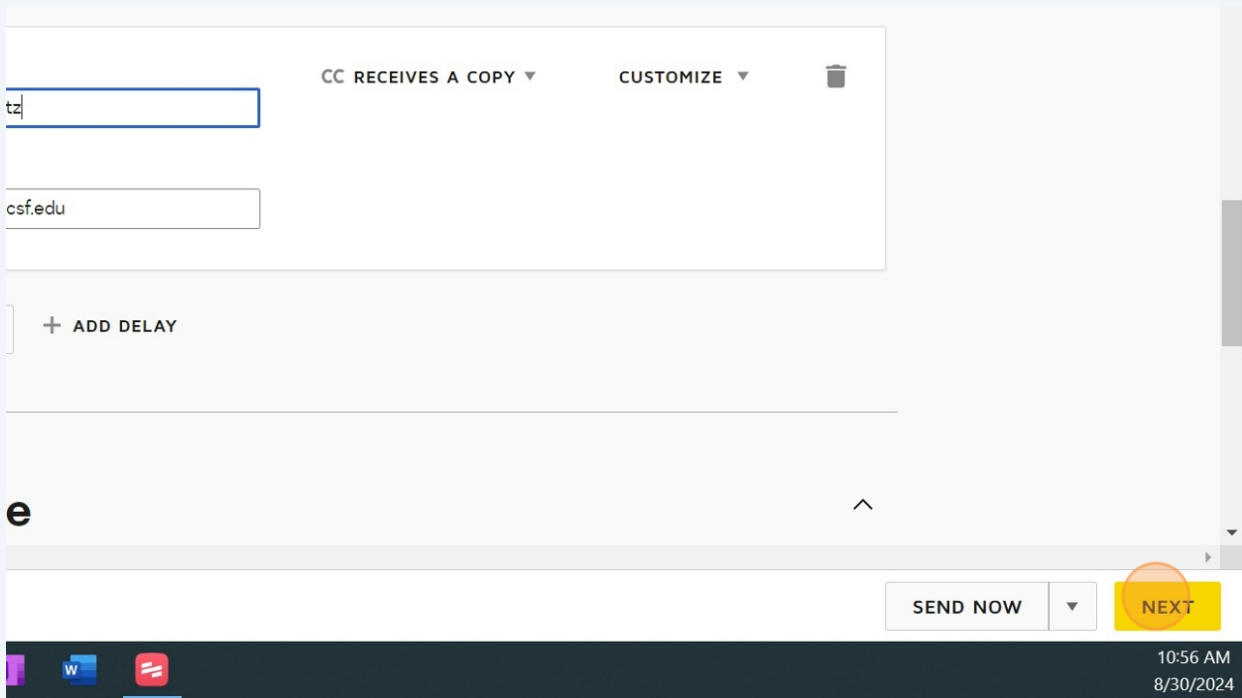 CC RECEIVES A COPY CUSTOMIZE
tz
csf.edu
ADD DELAY
e
SEND NOW NEXT
W
10:56 AM
8/30/2024